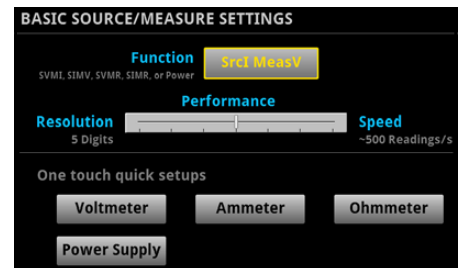 BASIC SOURCE/MEASURE SETTINGS
Function
SVMI, SIMV, SVMR, SIMR, or Power
SrcI MeasV
Performance
Resolution
5 Digits
Speed
~500 Readings/s
One touch quick setups
Voltmeter
Ammeter
Ohmmeter
Power Supply